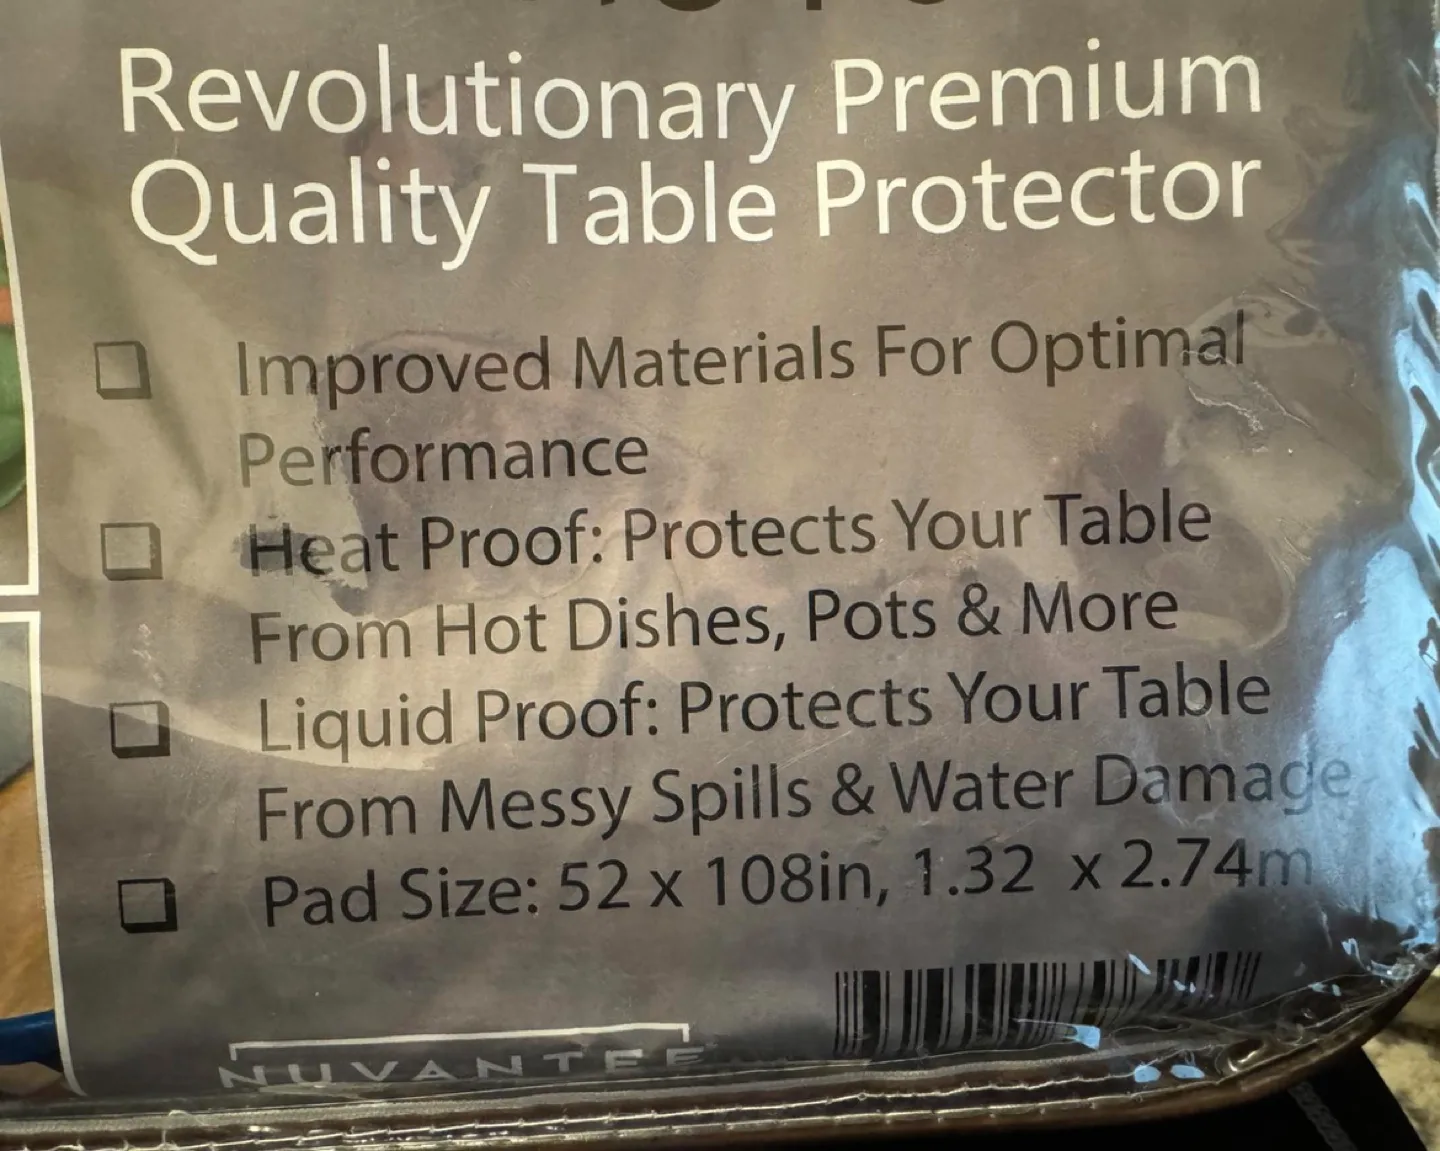 Revolutionary Premium
Quality Table Protector
❑ Improved Materials For Optimal
Performance
❑ Heat Proof: Protects Your Table
From Hot Dishes, Pots & More
❑ Liquid Proof: Protects Your Table
From Messy Spills & Water Damage
❑ Pad Size: 52 x 108in, 1.32 x 2.74m
NUVANTEE